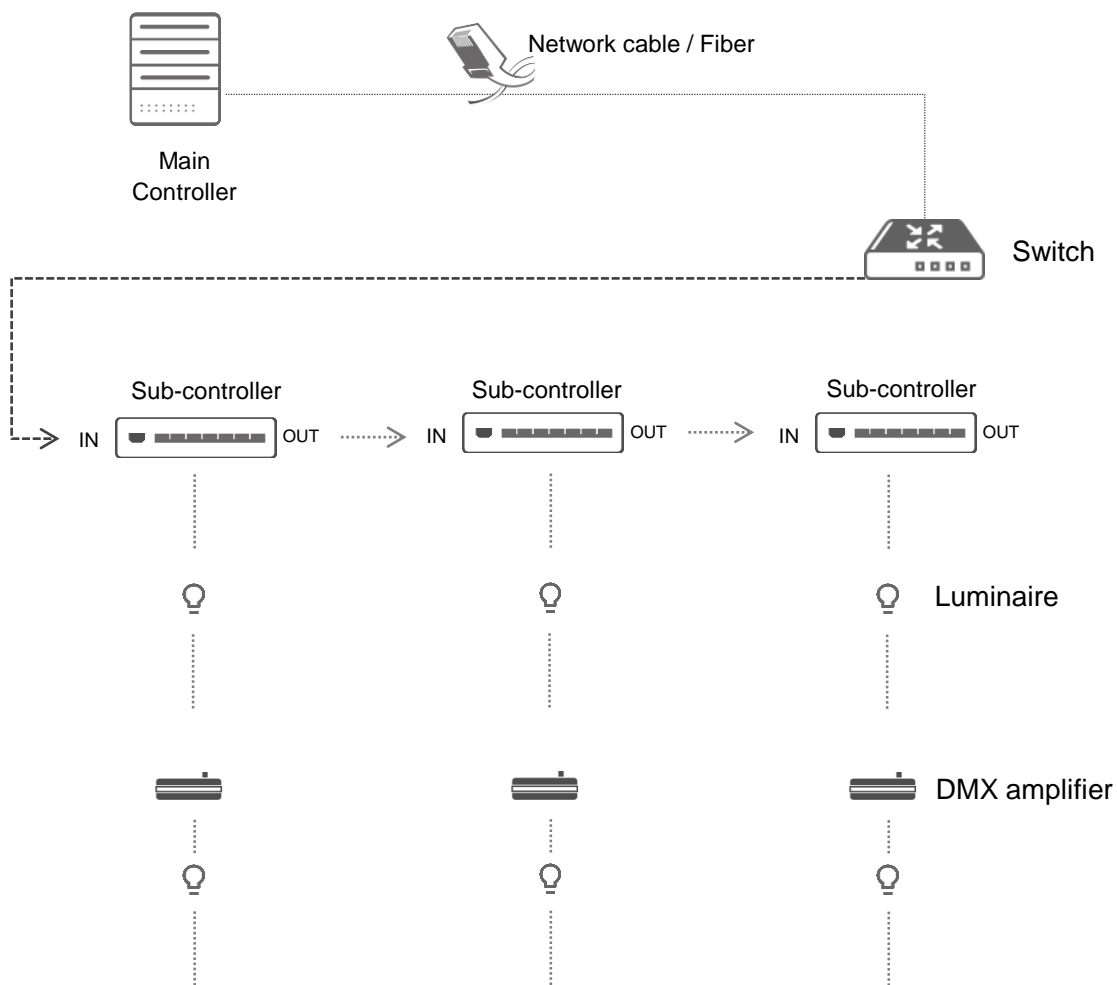 Network cable / Fiber
Main
Controller
Switch
Sub-controller
Sub-controller
Sub-controller
IN
OUT
IN
OUT
IN
OUT
Luminaire
DMX amplifier